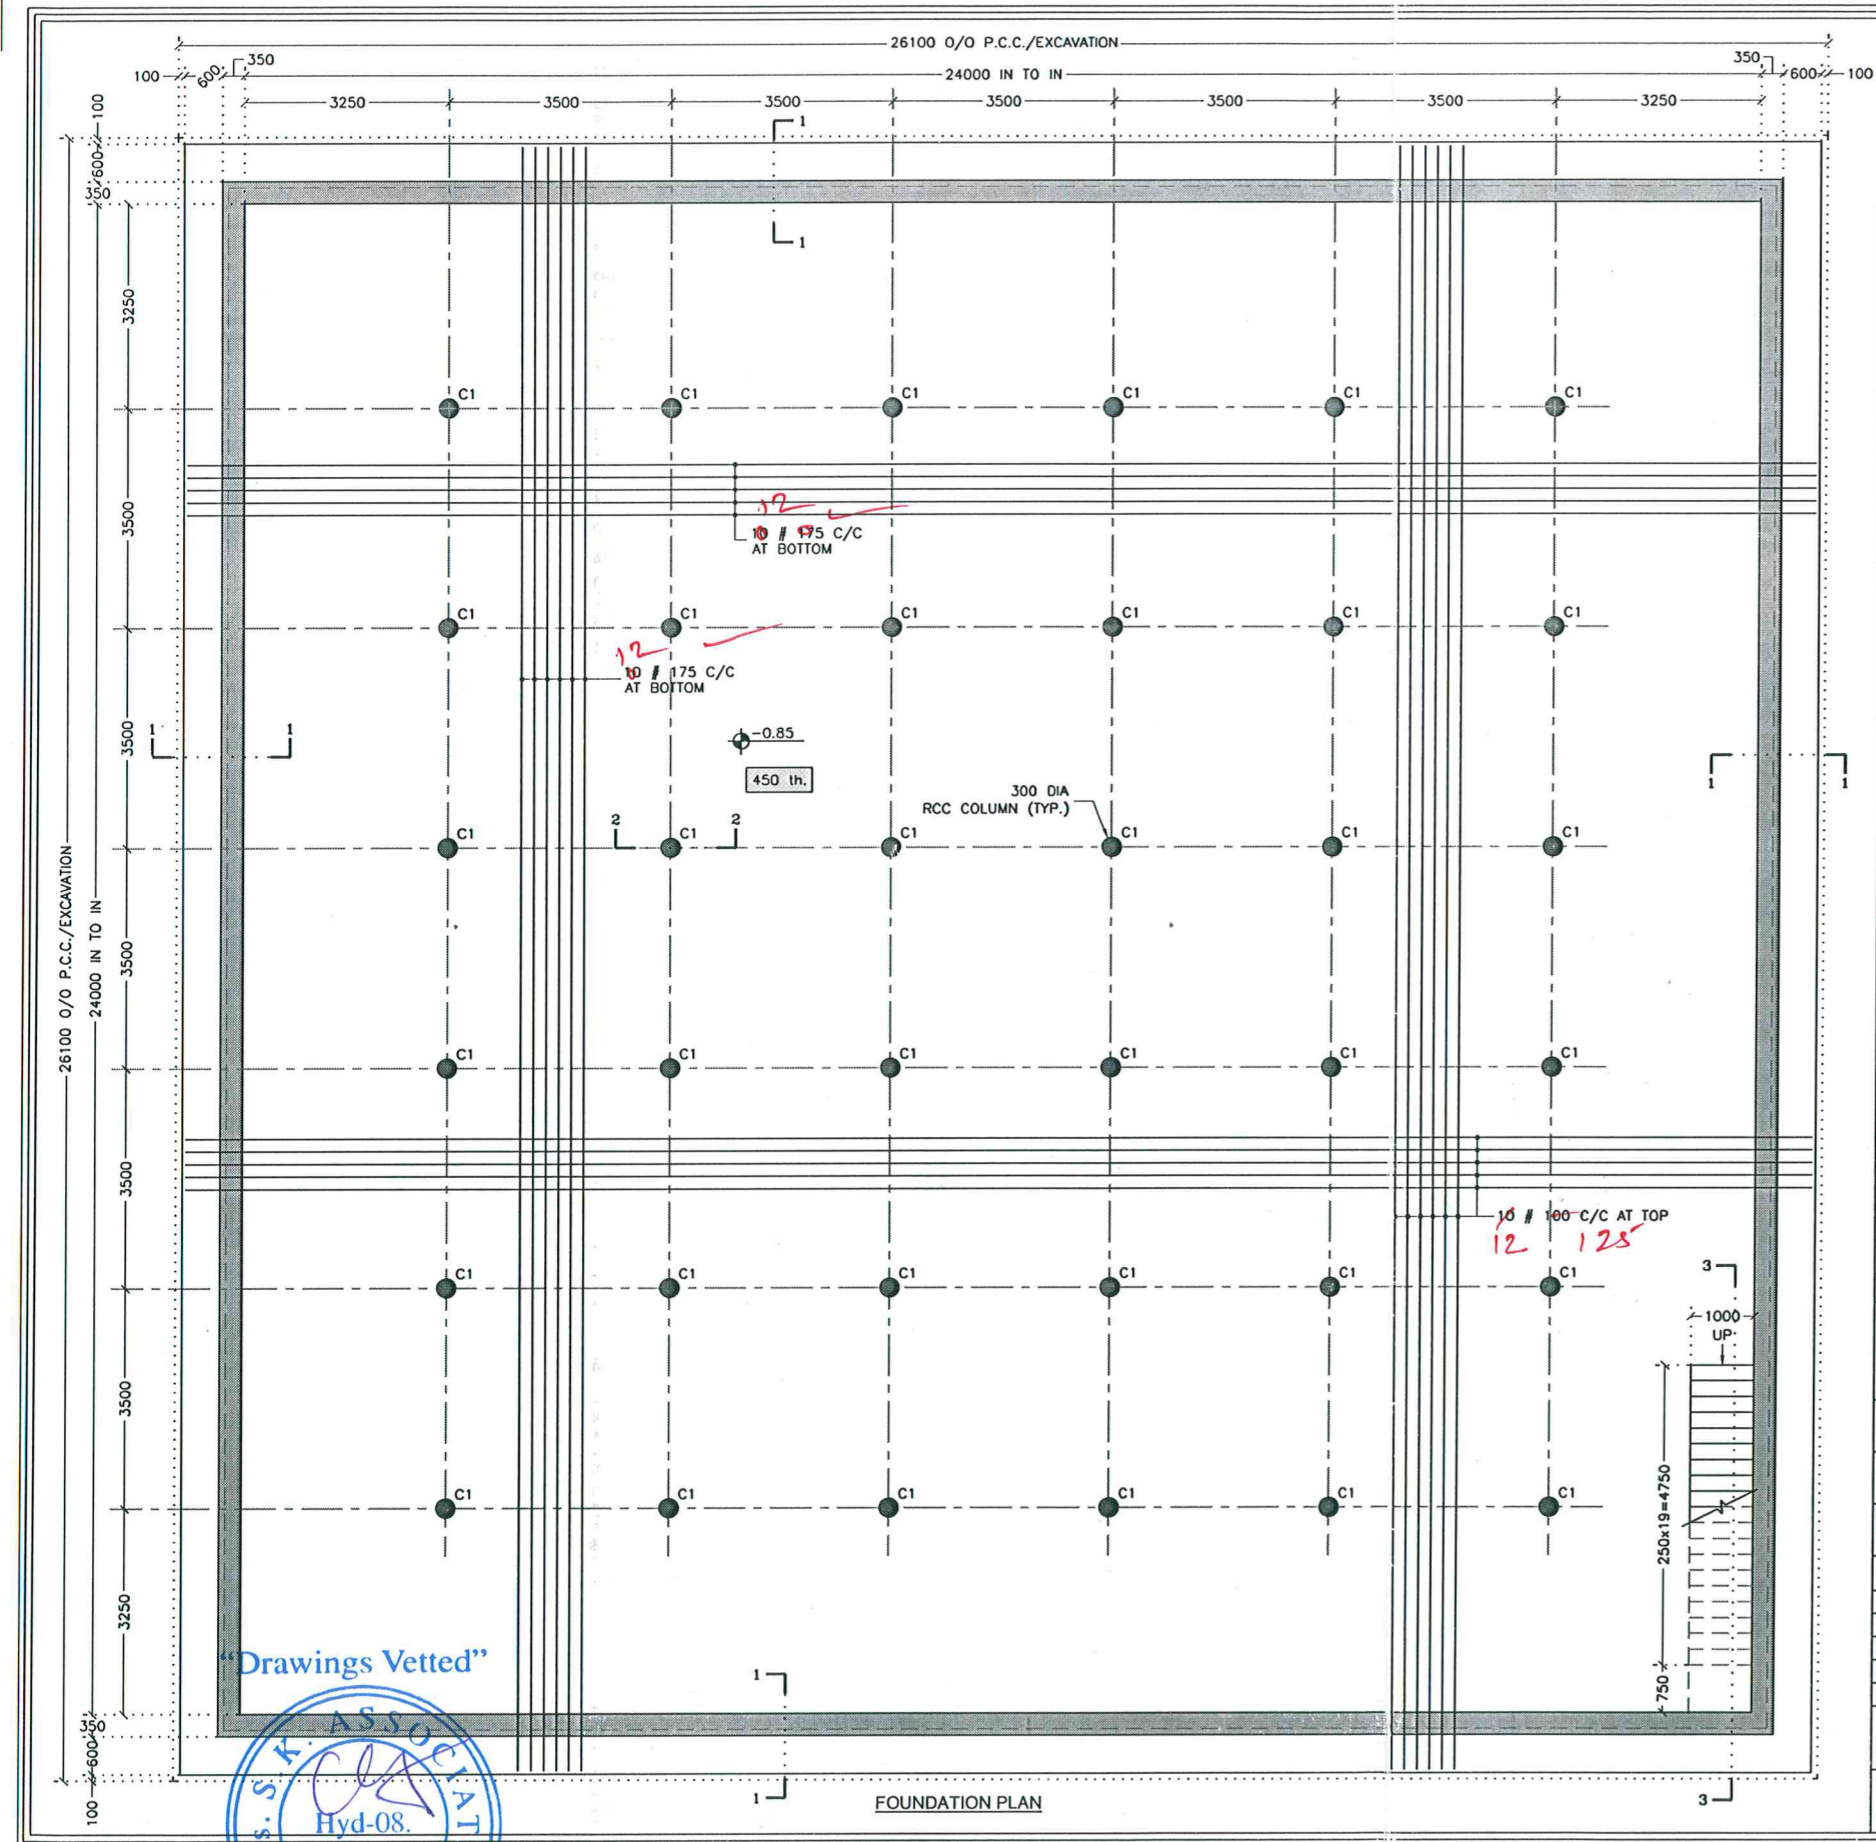 26100 O/O P.C.C./EXCAVATION
350
350
100
600
24000 IN TO IN
600
100
3250
3500
3500
3500
3500
3500
3250
100
600
350
3250
3500
3500
3500
3500
3500
3250
350
600
100
26100 O/O P.C.C./EXCAVATION
24000 IN TO IN
1
1
C1
C1
C1
C1
C1
C1
12
10 # 175 C/C
AT BOTTOM
C1
C1
C1
C1
C1
C1
12
10 # 175 C/C
AT BOTTOM
1
1
-0.85
1
1
450 th.
300 DIA
RCC COLUMN (TYP.)
2
2
C1
C1
C1
C1
C1
C1
C1
C1
C1
C1
C1
C1
10 # 100 C/C AT TOP
12 125
C1
C1
C1
C1
C1
C1
3
1000
UP
250x19=4750
750
C1
C1
C1
C1
C1
C1
"Drawings Vetted"
S.S.K. ASSOCIAT
Hyd-08.
1
1
3
FOUNDATION PLAN